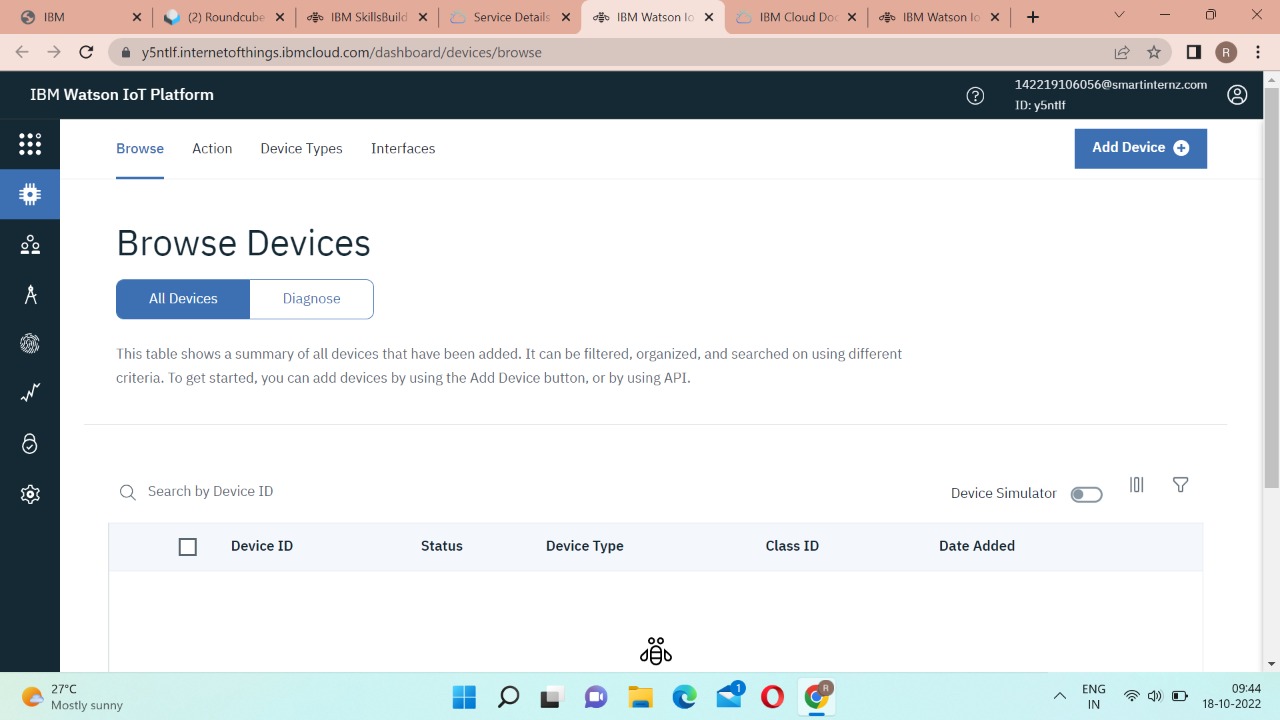 IBM
(2) Roundcube
IBM SkillsBuild
Service Details
IBM Watson Io
IBM Cloud Doc
IBM Watson Io
y5ntlf.internetofthings.ibmcloud.com/dashboard/devices/browse
R
IBM Watson IoT Platform
142219106056@smartinternz.com
ID: y5ntlf
Browse
Action
Device Types
Interfaces
Add Device
Browse Devices
All Devices
Diagnose
This table shows a summary of all devices that have been added. It can be filtered, organized, and searched on using different
criteria. To get started, you can add devices by using the Add Device button, or by using API.
Search by Device ID
Device Simulator
Device ID
Status
Device Type
Class ID
Date Added
27°C
Mostly sunny
1
R
ENG
IN
09:44
18-10-2022